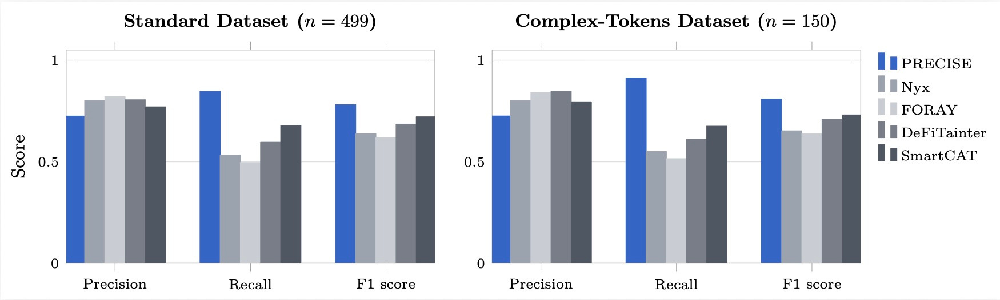 Standard Dataset (n = 499)
Complex-Tokens Dataset (n = 150)
Score
1
0.5
0
Precision
Recall
F1 score
1
0.5
0
Precision
Recall
F1 score
PRECISE
Nyx
FORAY
DeFiTainter
SmartCAT